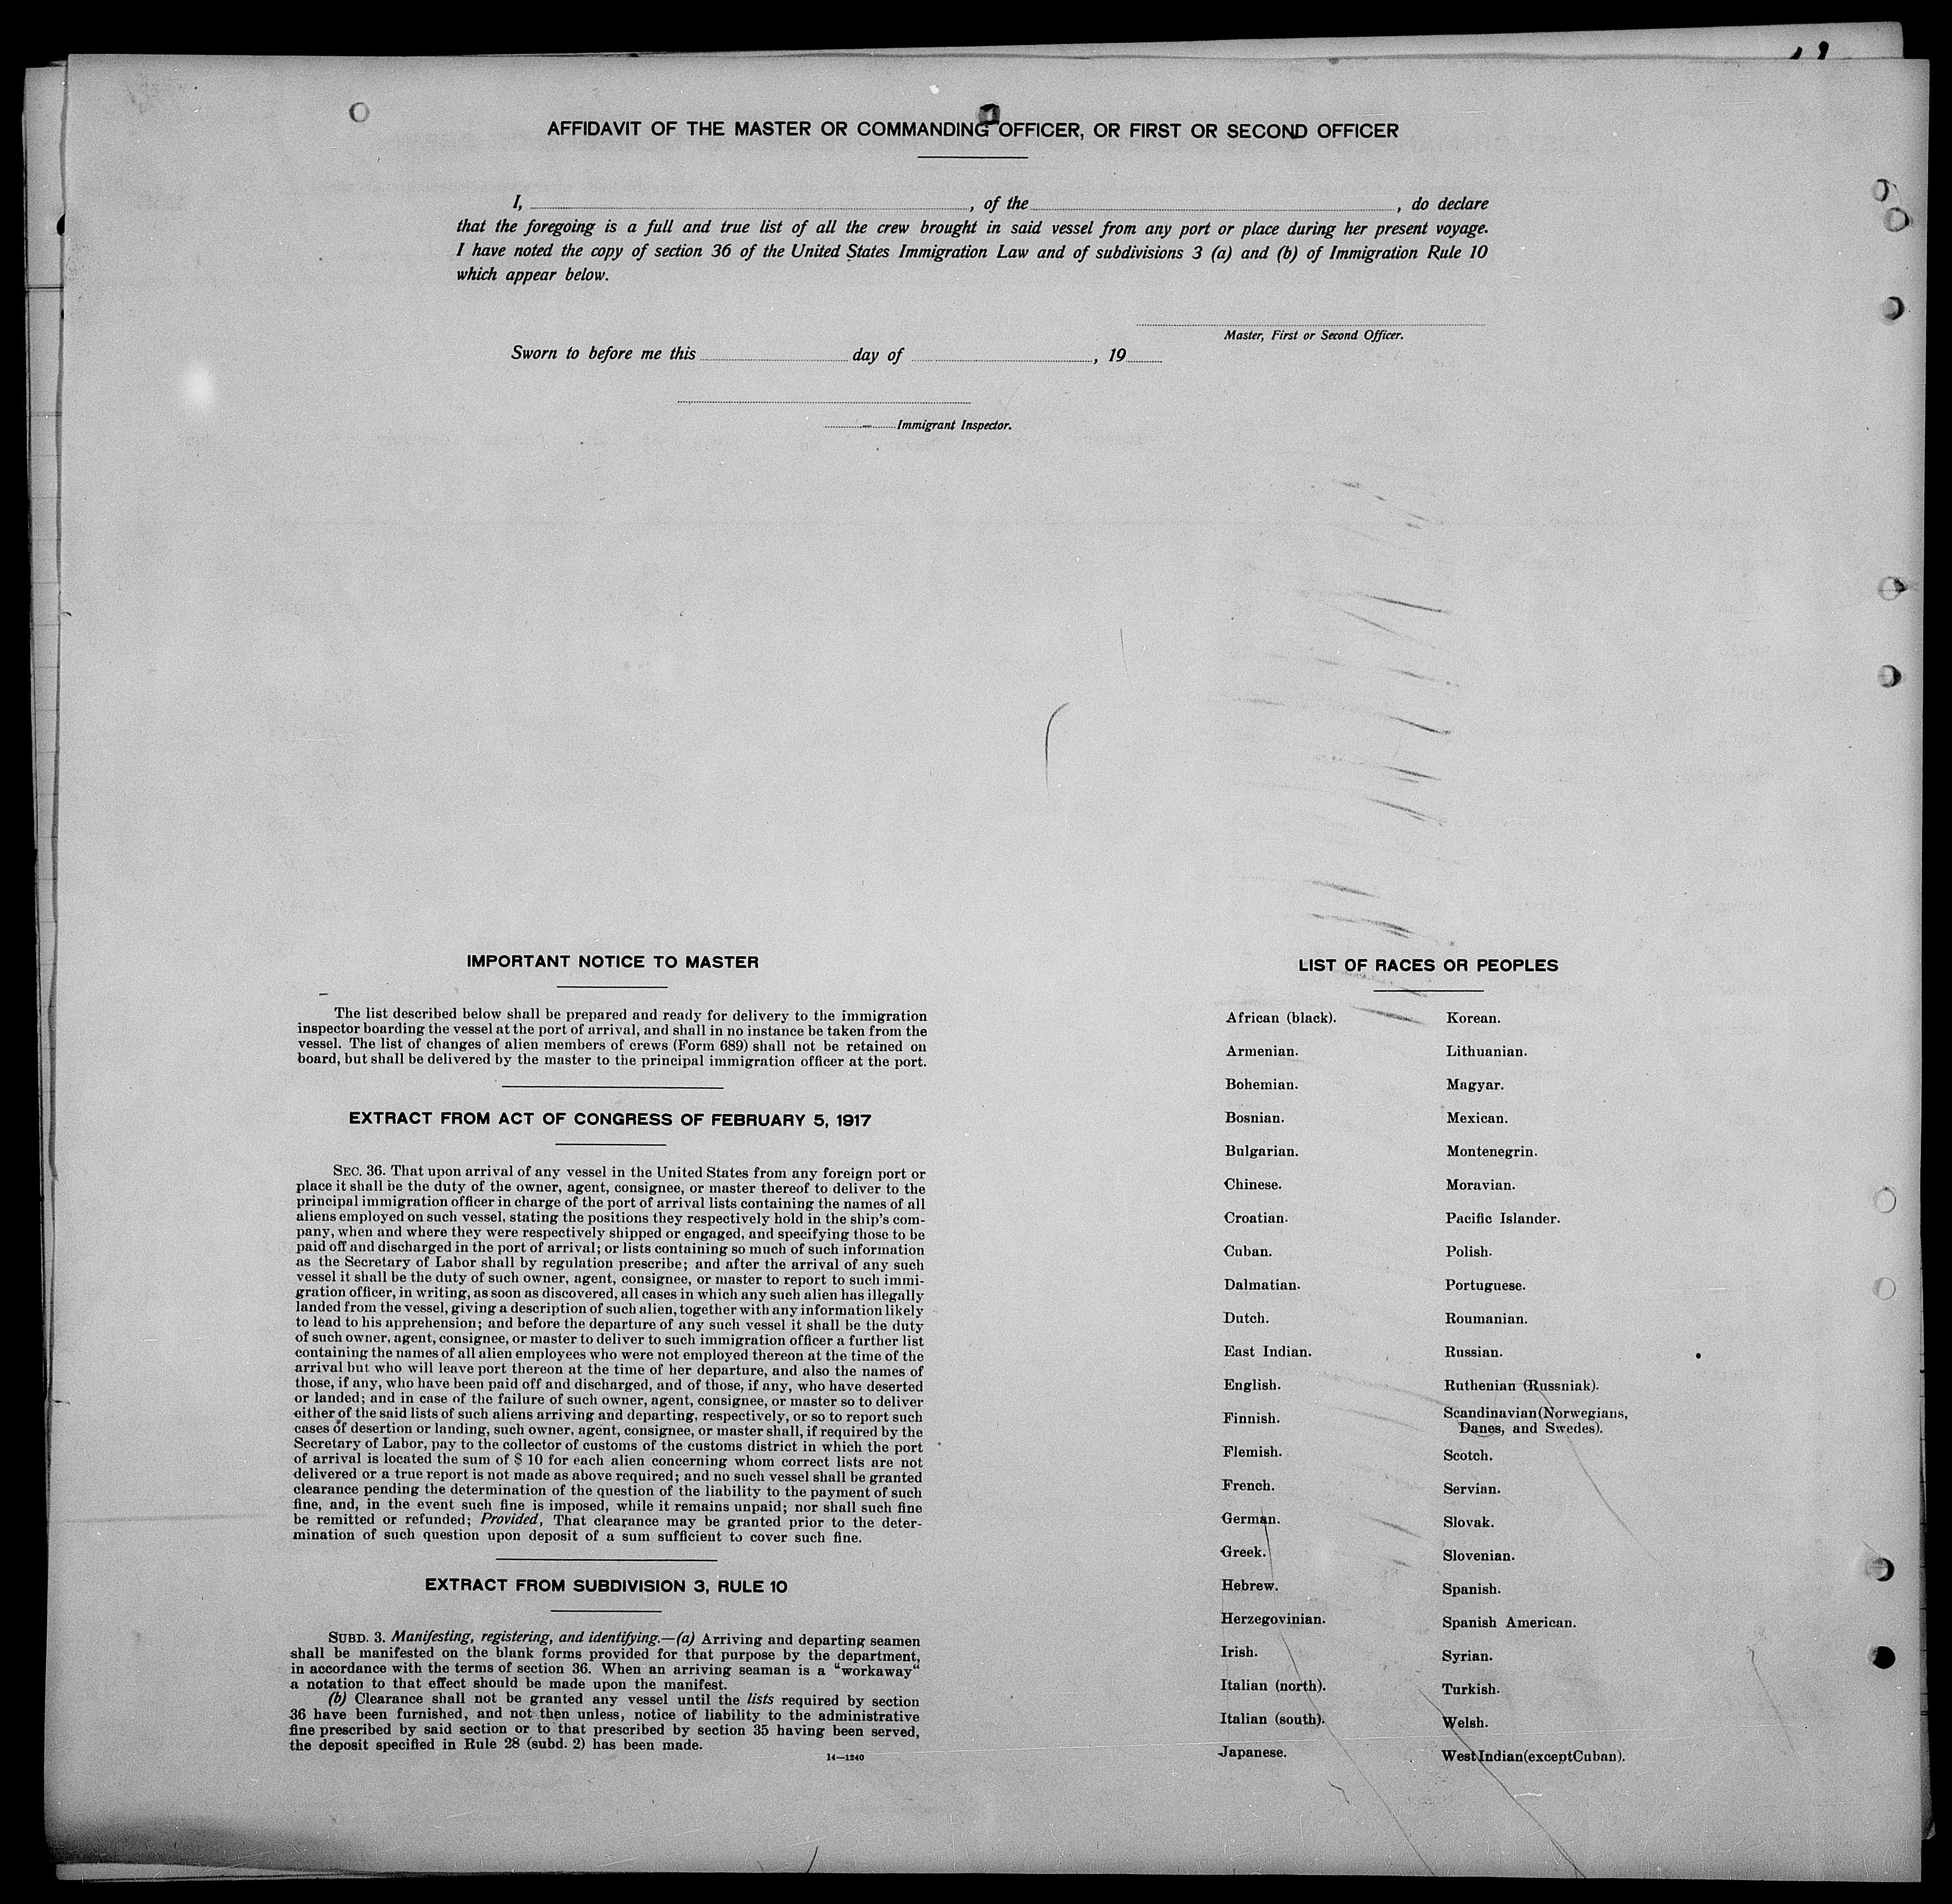 AFFIDAVIT OF THE MASTER OR COMMANDING OFFICER, OR FIRST OR SECOND OFFICER
I, , of the , do declare
that the foregoing is a full and true list of all the crew brought in said vessel from any port or place during her present voyage.
I have noted the copy of section 36 of the United States Immigration Law and of subdivisions 3 (a) and (b) of Immigration Rule 10
which appear below.
Master, First or Second Officer.
Sworn to before me this day of , 19
Immigrant Inspector.
IMPORTANT NOTICE TO MASTER
The list described below shall be prepared and ready for delivery to the immigration
inspector boarding the vessel at the port of arrival, and shall in no instance be taken from the
vessel. The list of changes of alien members of crews (Form 689) shall not be retained on
board, but shall be delivered by the master to the principal immigration officer at the port.
EXTRACT FROM ACT OF CONGRESS OF FEBRUARY 5, 1917
SEC. 36. That upon arrival of any vessel in the United States from any foreign port or
place it shall be the duty of the owner, agent, consignee, or master thereof to deliver to the
principal immigration officer in charge of the port of arrival lists containing the names of all
aliens employed on such vessel, stating the positions they respectively hold in the ship's com-
pany, when and where they were respectively shipped or engaged, and specifying those to be
paid off and discharged in the port of arrival; or lists containing so much of such information
as the Secretary of Labor shall by regulation prescribe; and after the arrival of any such
vessel it shall be the duty of such owner, agent, consignee, or master to report to such immi-
gration officer, in writing, as soon as discovered, all cases in which any such alien has illegally
landed from the vessel, giving a description of such alien, together with any information likely
to lead to his apprehension; and before the departure of any such vessel it shall be the duty
of such owner, agent, consignee, or master to deliver to such immigration officer a further list
containing the names of all alien employees who were not employed thereon at the time of the
arrival but who will leave port thereon at the time of her departure, and also the names of
those, if any, who have been paid off and discharged, and of those, if any, who have deserted
or landed; and in case of the failure of such owner, agent, consignee, or master so to deliver
either of the said lists of such aliens arriving and departing, respectively, or so to report such
cases of desertion or landing, such owner, agent, consignee, or master shall, if required by the
Secretary of Labor, pay to the collector of customs of the customs district in which the port
of arrival is located the sum of $ 10 for each alien concerning whom correct lists are not
delivered or a true report is not made as above required; and no such vessel shall be granted
clearance pending the determination of the question of the liability to the payment of such
fine, and, in the event such fine is imposed, while it remains unpaid; nor shall such fine
be remitted or refunded; Provided, That clearance may be granted prior to the deter-
mination of such question upon deposit of a sum sufficient to cover such fine.
EXTRACT FROM SUBDIVISION 3, RULE 10
SUBD. 3. Manifesting, registering, and identifying.—(a) Arriving and departing seamen
shall be manifested on the blank forms provided for that purpose by the department,
in accordance with the terms of section 36. When an arriving seaman is a "workaway"
a notation to that effect should be made upon the manifest.
(b) Clearance shall not be granted any vessel until the lists required by section
36 have been furnished, and not then unless, notice of liability to the administrative
fine prescribed by said section or to that prescribed by section 35 having been served,
the deposit specified in Rule 28 (subd. 2) has been made.
14—1240
LIST OF RACES OR PEOPLES
African (black).
Armenian.
Bohemian.
Bosnian.
Bulgarian.
Chinese.
Croatian.
Cuban.
Dalmatian.
Dutch.
East Indian.
English.
Finnish.
Flemish.
French.
German.
Greek.
Hebrew.
Herzegovinian.
Irish.
Italian (north).
Italian (south).
Japanese.
Korean.
Lithuanian.
Magyar.
Mexican.
Montenegrin.
Moravian.
Pacific Islander.
Polish.
Portuguese.
Roumanian.
Russian.
Ruthenian (Russniak).
Scandinavian (Norwegians,
Danes, and Swedes).
Scotch.
Servian.
Slovak.
Slovenian.
Spanish.
Spanish American.
Syrian.
Turkish.
Welsh.
West Indian (except Cuban).